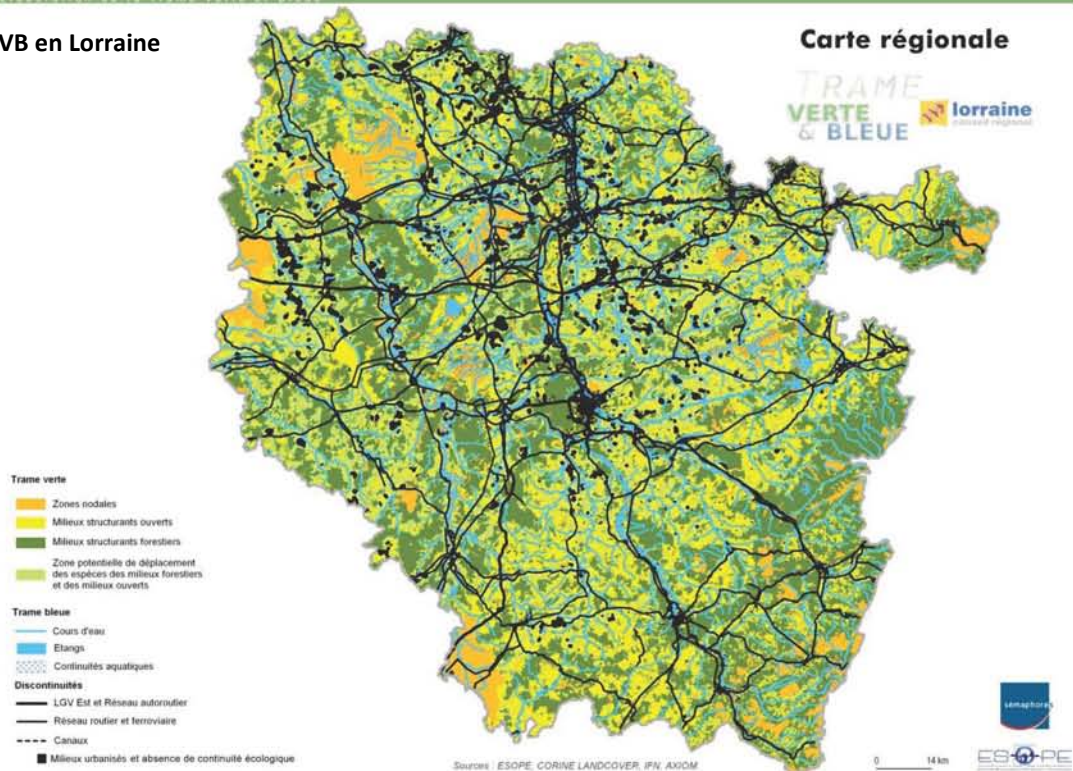 VB en Lorraine
Carte régionale
TRAME
VERTE
& BLEUE
lorraine
conseil régional
Trame verte
Zones nodales
Milieux structurants ouverts
Milieux structurants forestiers
Zone potentielle de déplacement
des espèces des milieux forestiers
et des milieux ouverts
Trame bleue
Cours d'eau
Etangs
Continuités aquatiques
Discontinuités
LGV Est et Réseau autoroutier
Réseau routier et ferroviaire
Canaux
Milieux urbanisés et absence de continuité écologique
Sources : ESOPE, CORINE LANDCOVER, IFN, AXIOM
0 14 km
sémaphores
ESOPE